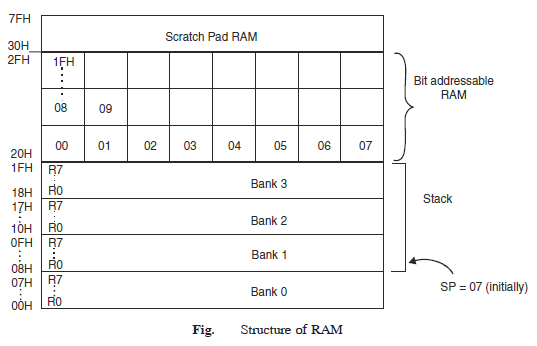 7FH
Scratch Pad RAM
30H
2FH
1FH
Bit addressable
RAM
08 09
00 01 02 03 04 05 06 07
20H
1FH
R7
Bank 3
18H
R0
Stack
17H
R7
Bank 2
10H
R0
0FH
R7
Bank 1
08H
R0
07H
R7
Bank 0
SP = 07 (initially)
00H
R0
Fig. Structure of RAM